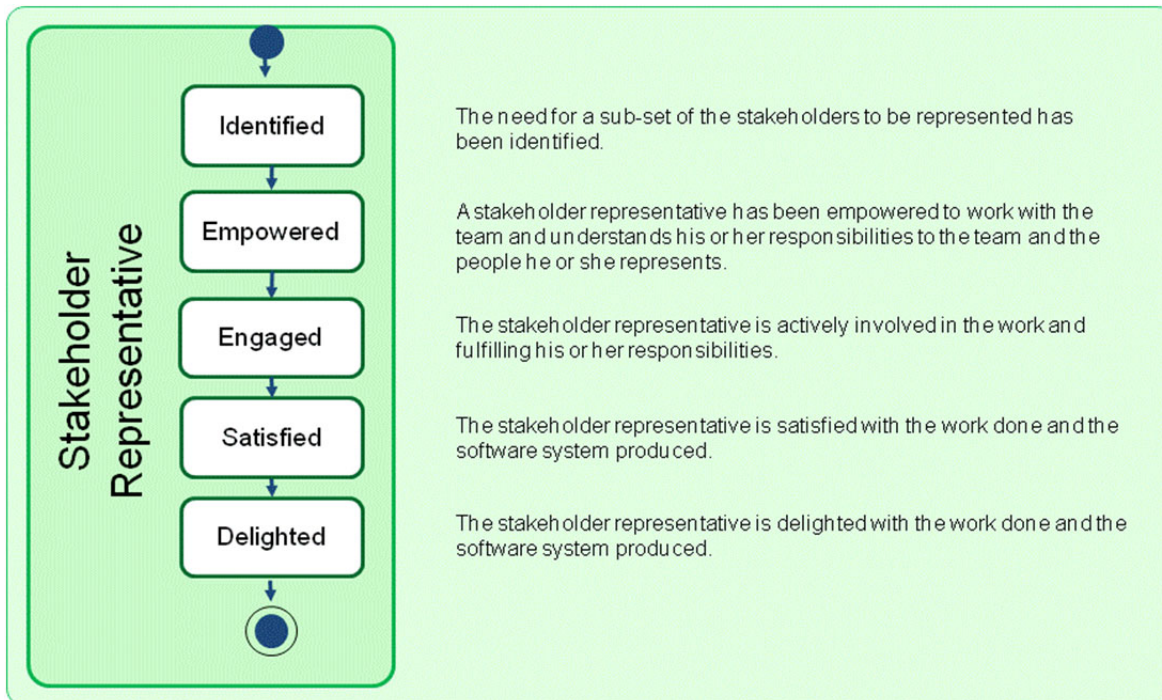 Stakeholder
Representative
Identified
The need for a sub-set of the stakeholders to be represented has
been identified.
Empowered
A stakeholder representative has been empowered to work with the
team and understands his or her responsibilities to the team and the
people he or she represents.
Engaged
The stakeholder representative is actively involved in the work and
fulfilling his or her responsibilities.
Satisfied
The stakeholder representative is satisfied with the work done and the
software system produced.
Delighted
The stakeholder representative is delighted with the work done and the
software system produced.